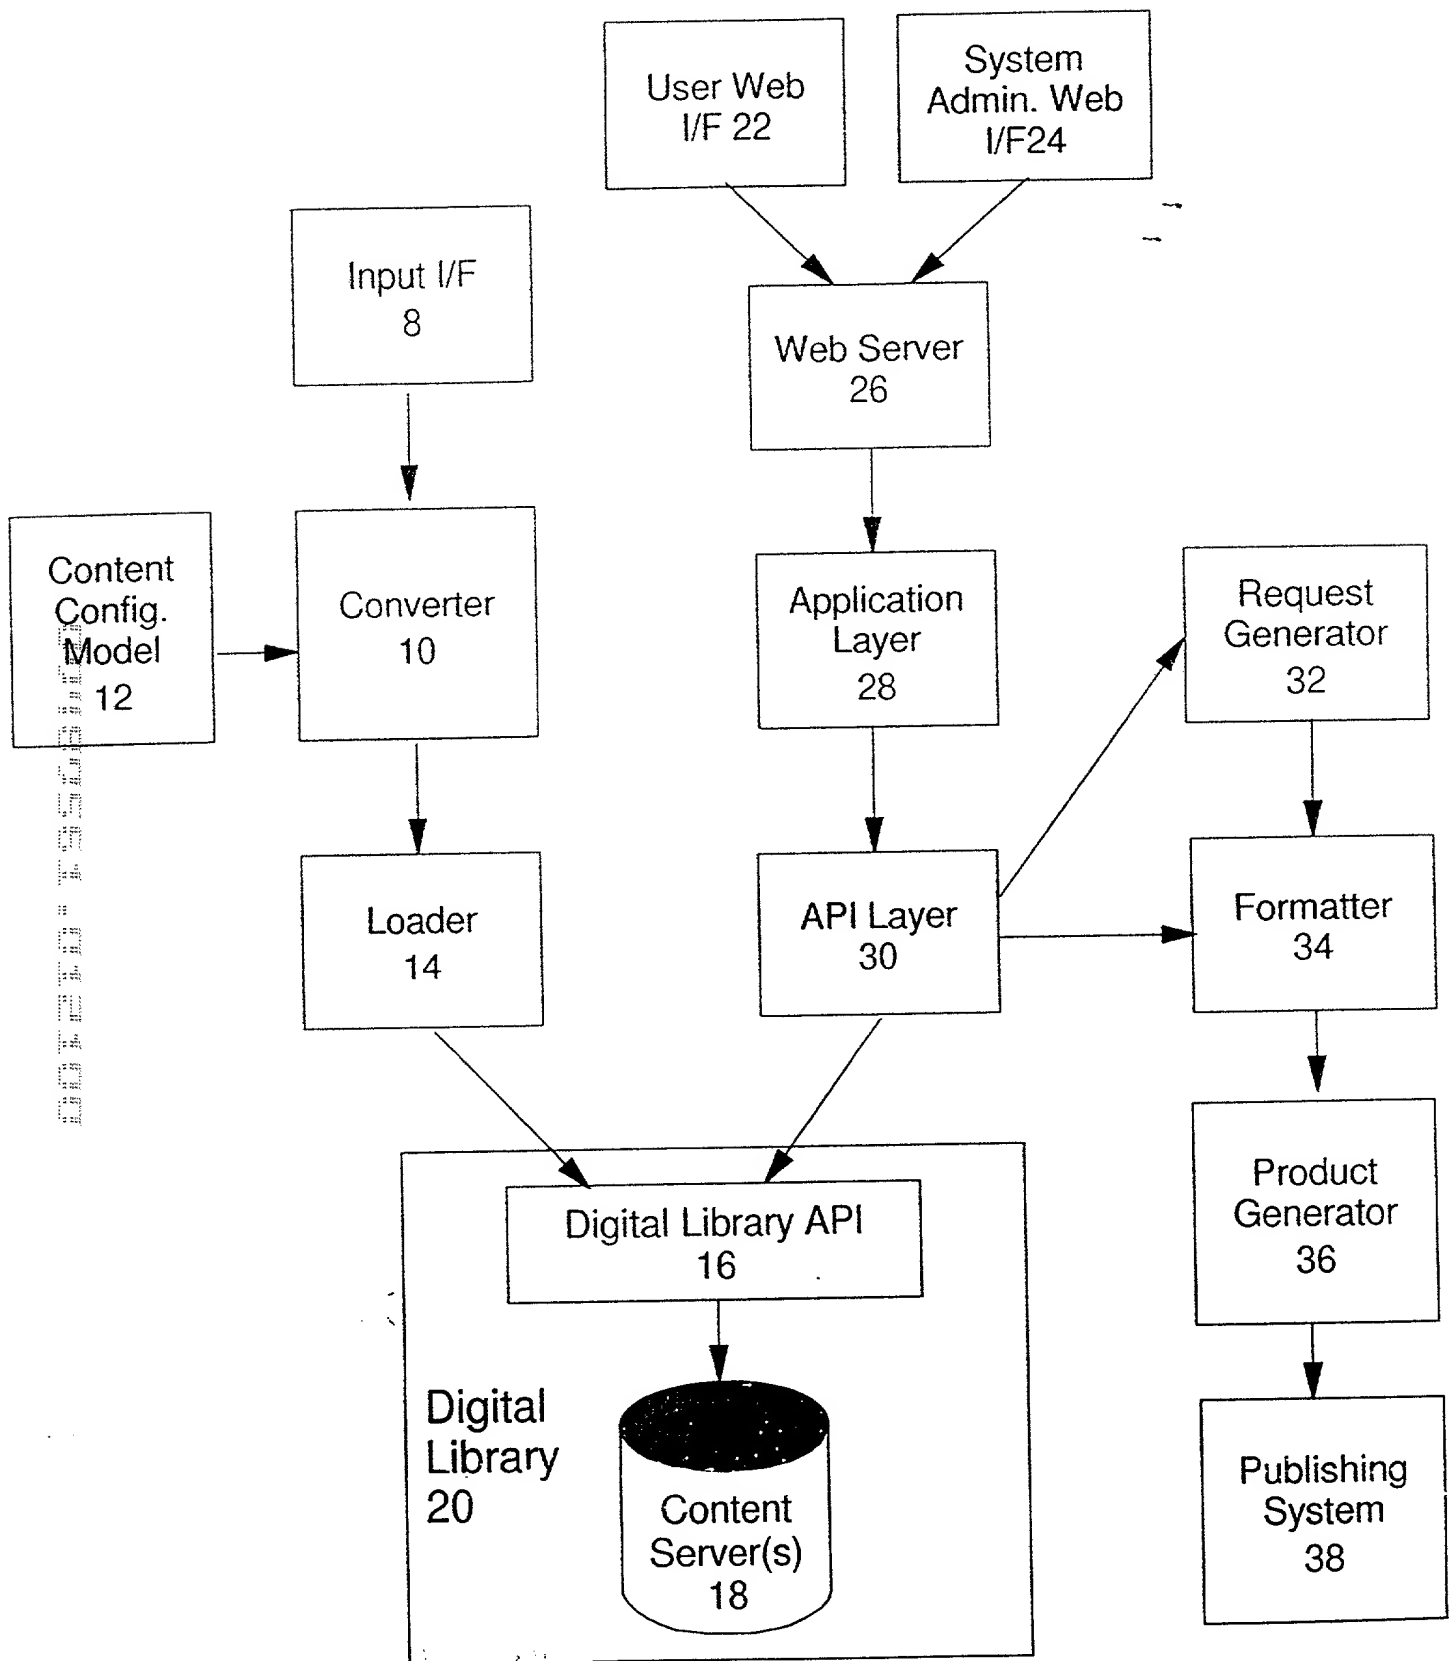 User Web
I/F 22
System
Admin. Web
I/F24
Input I/F
8
Web Server
26
Content
Config.
Model
12
Converter
10
Application
Layer
28
Request
Generator
32
Loader
14
API Layer
30
Formatter
34
Digital Library API
16
Product
Generator
36
Digital
Library
20
Content
Server(s)
18
Publishing
System
38